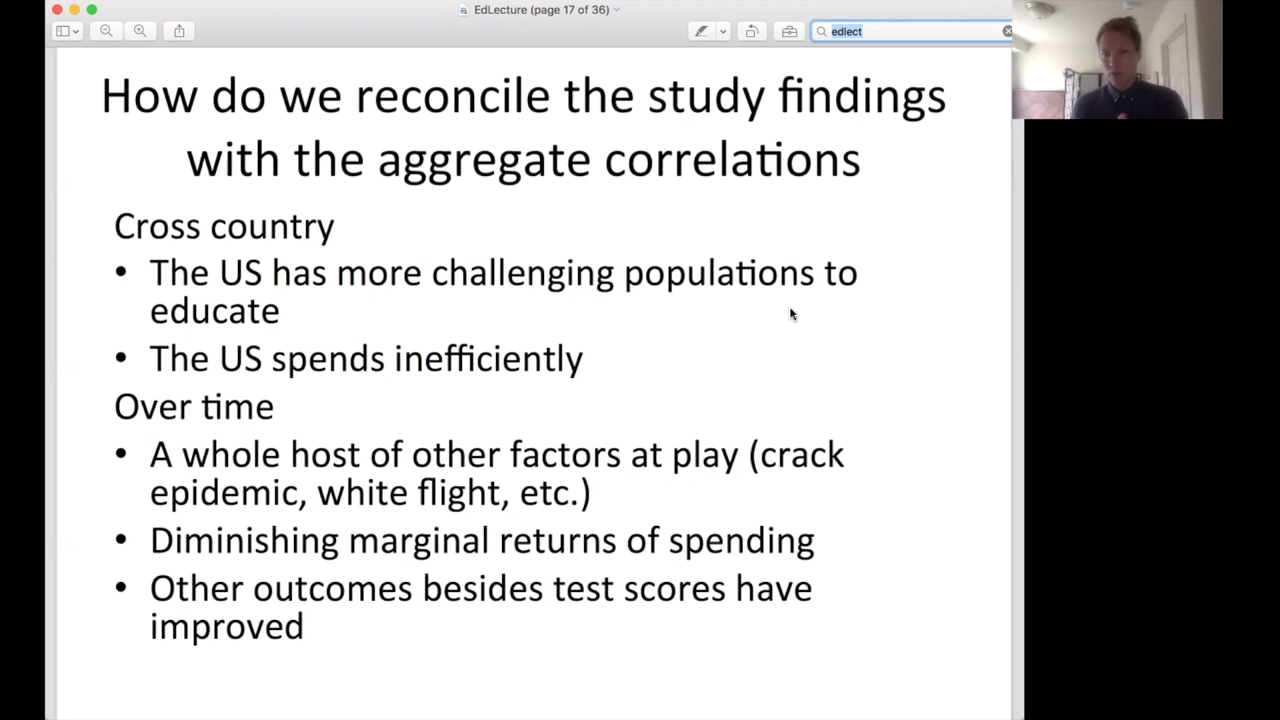 EdLecture (page 17 of 36)
edlect
How do we reconcile the study findings
with the aggregate correlations
Cross country
• The US has more challenging populations to
educate
• The US spends inefficiently
Over time
• A whole host of other factors at play (crack
epidemic, white flight, etc.)
• Diminishing marginal returns of spending
• Other outcomes besides test scores have
improved